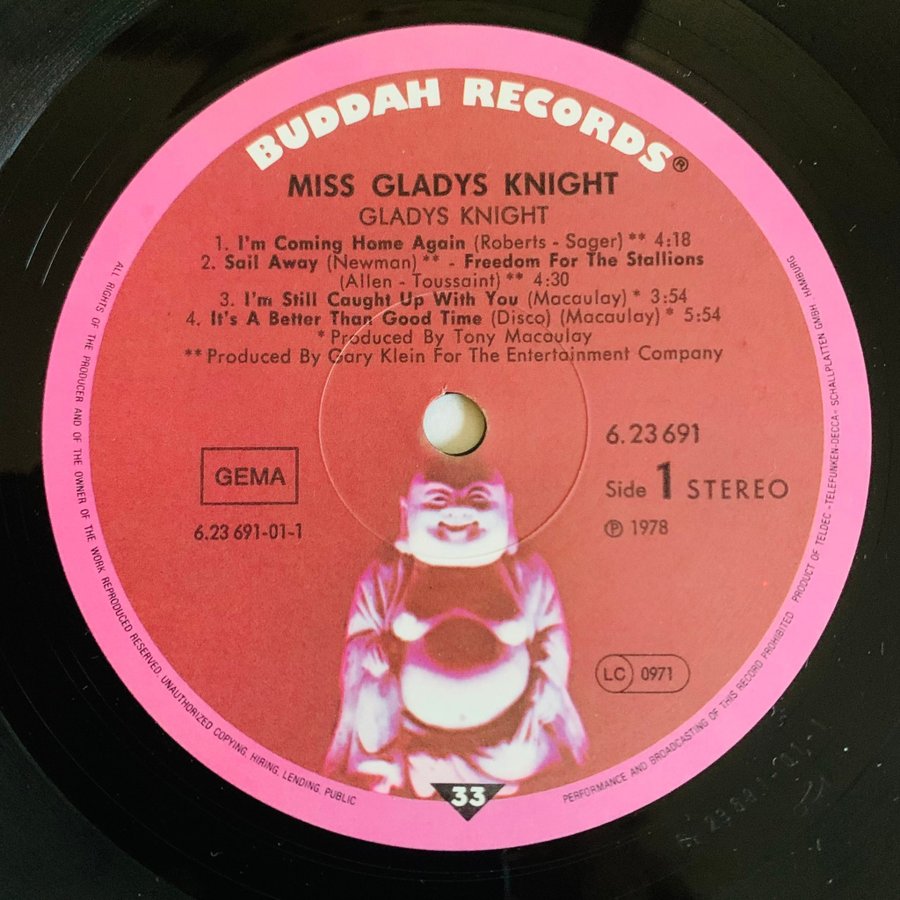 BUDDAH RECORDS®
MISS GLADYS KNIGHT
GLADYS KNIGHT
1. I'm Coming Home Again (Roberts - Sager) ** 4:18
2. Sail Away (Newman) ** - Freedom For The Stallions
(Allen - Toussaint) ** 4:30
3. I'm Still Caught Up With You (Macaulay) * 3:54
4. It's A Better Than Good Time (Disco) (Macaulay) * 5:54
* Produced By Tony Macaulay
** Produced By Gary Klein For The Entertainment Company
GEMA
6.23 691-01-1
6.23 691
Side 1 STEREO
℗ 1978
LC 0971
33
ALL RIGHTS OF THE PRODUCER AND OF THE OWNER OF THE WORK REPRODUCED RESERVED. UNAUTHORIZED COPYING, HIRING, LENDING, PUBLIC
PERFORMANCE AND BROADCASTING OF THIS RECORD PROHIBITED PRODUCT OF TELDEC »TELEFUNKEN-DECCA« SCHALLPLATTEN GMBH. HAMBURG